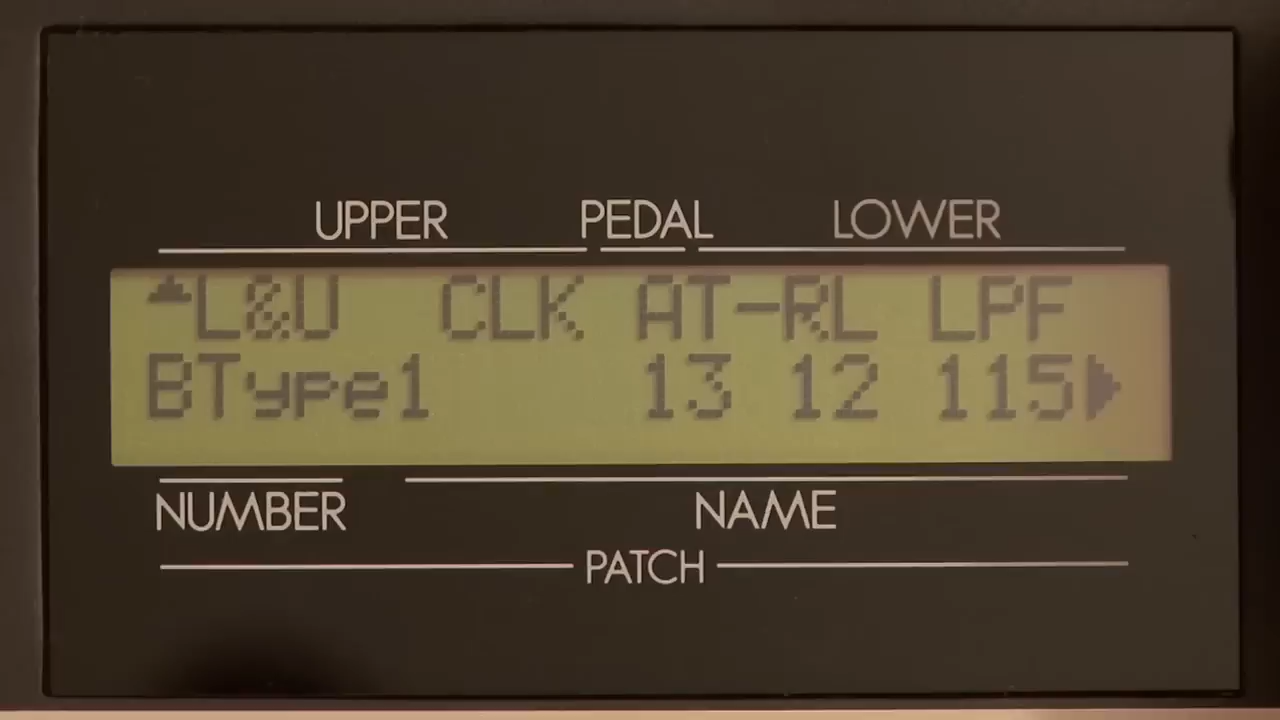 UPPER PEDAL LOWER
L&U CLK AT-RL LPF
BType1 13 12 115
NUMBER NAME
PATCH